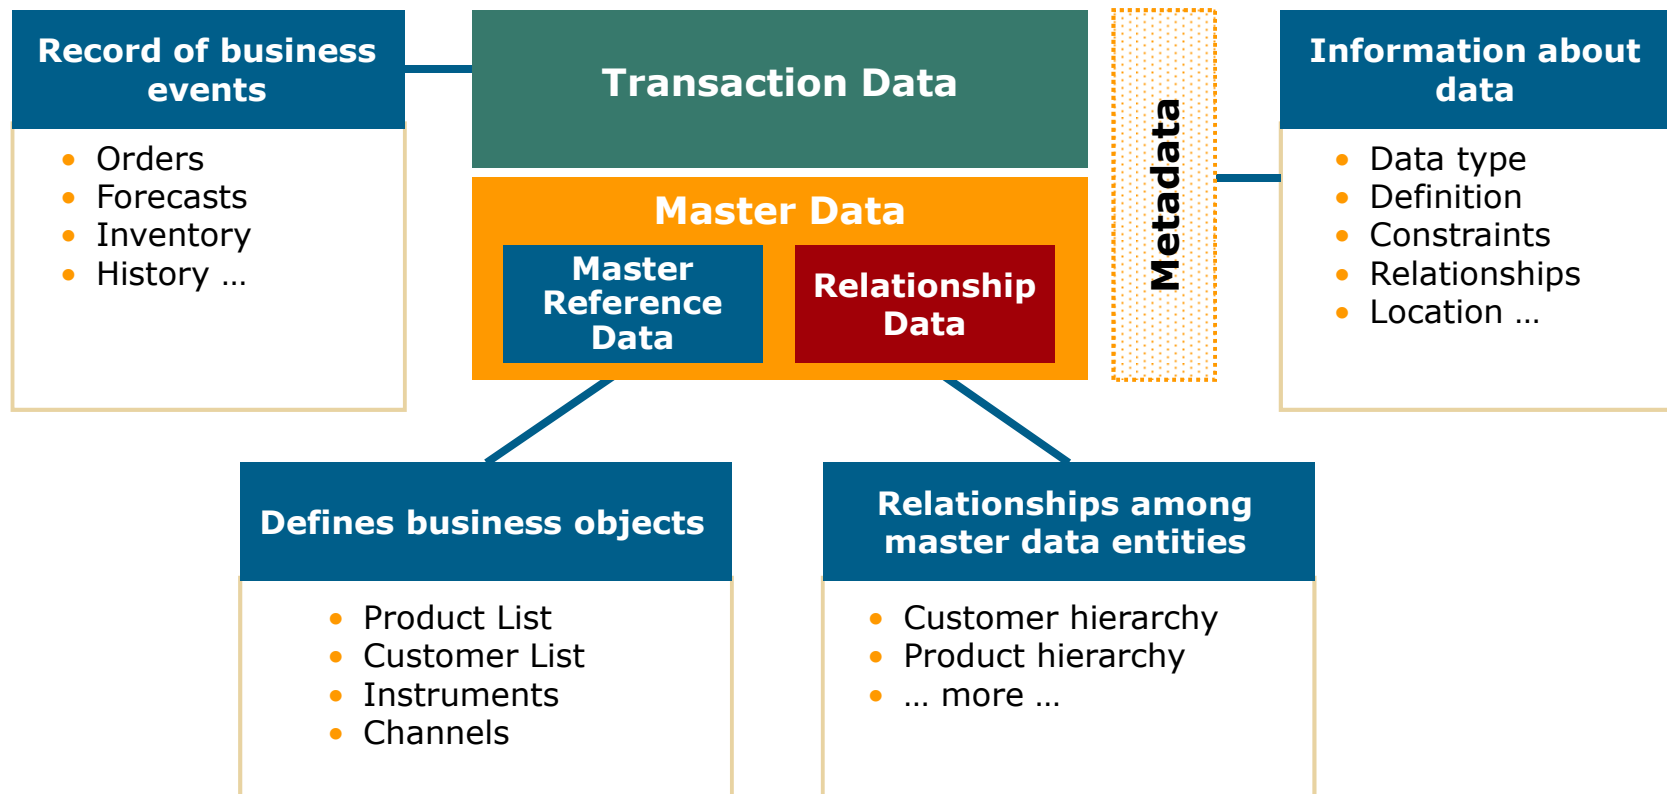 Record of business
events
• Orders
• Forecasts
• Inventory
• History …
Transaction Data
Master Data
Master
Reference
Data
Relationship
Data
Metadata
Information about
data
• Data type
• Definition
• Constraints
• Relationships
• Location …
Defines business objects
• Product List
• Customer List
• Instruments
• Channels
Relationships among
master data entities
• Customer hierarchy
• Product hierarchy
• … more …